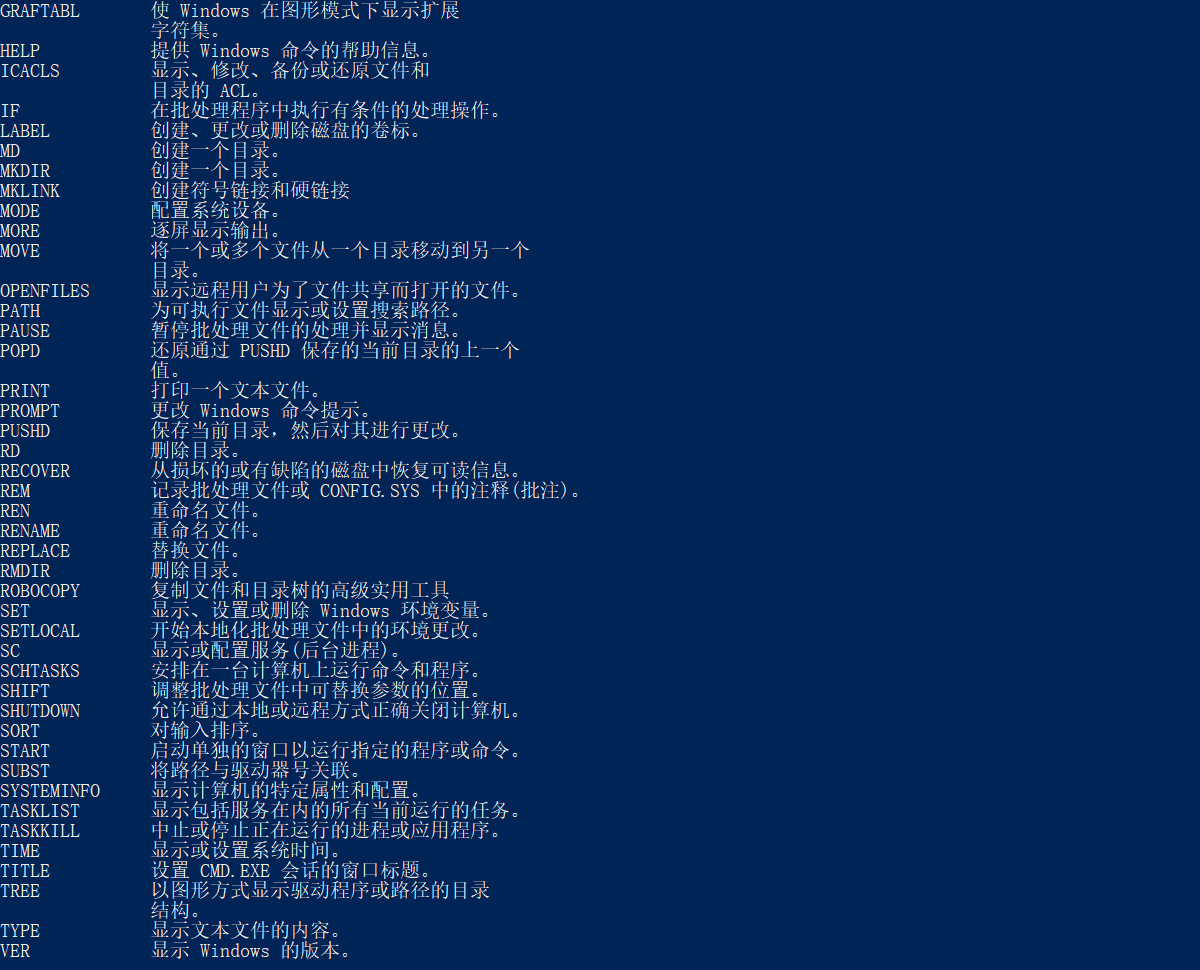 GRAFTABL       使 Windows 在图形模式下显示扩展
               字符集。
HELP           提供 Windows 命令的帮助信息。
ICACLS         显示、修改、备份或还原文件和
               目录的 ACL。
IF             在批处理程序中执行有条件的处理操作。
LABEL          创建、更改或删除磁盘的卷标。
MD             创建一个目录。
MKDIR          创建一个目录。
MKLINK         创建符号链接和硬链接
MODE           配置系统设备。
MORE           逐屏显示输出。
MOVE           将一个或多个文件从一个目录移动到另一个
               目录。
OPENFILES      显示远程用户为了文件共享而打开的文件。
PATH           为可执行文件显示或设置搜索路径。
PAUSE          暂停批处理文件的处理并显示消息。
POPD           还原通过 PUSHD 保存的当前目录的上一个
               值。
PRINT          打印一个文本文件。
PROMPT         更改 Windows 命令提示。
PUSHD          保存当前目录，然后对其进行更改。
RD             删除目录。
RECOVER        从损坏的或有缺陷的磁盘中恢复可读信息。
REM            记录批处理文件或 CONFIG.SYS 中的注释(批注)。
REN            重命名文件。
RENAME         重命名文件。
REPLACE        替换文件。
RMDIR          删除目录。
ROBOCOPY       复制文件和目录树的高级实用工具
SET            显示、设置或删除 Windows 环境变量。
SETLOCAL       开始本地化批处理文件中的环境更改。
SC             显示或配置服务(后台进程)。
SCHTASKS       安排在一台计算机上运行命令和程序。
SHIFT          调整批处理文件中可替换参数的位置。
SHUTDOWN       允许通过本地或远程方式正确关闭计算机。
SORT           对输入排序。
START          启动单独的窗口以运行指定的程序或命令。
SUBST          将路径与驱动器号关联。
SYSTEMINFO     显示计算机的特定属性和配置。
TASKLIST       显示包括服务在内的所有当前运行的任务。
TASKKILL       中止或停止正在运行的进程或应用程序。
TIME           显示或设置系统时间。
TITLE          设置 CMD.EXE 会话的窗口标题。
TREE           以图形方式显示驱动程序或路径的目录
               结构。
TYPE           显示文本文件的内容。
VER            显示 Windows 的版本。